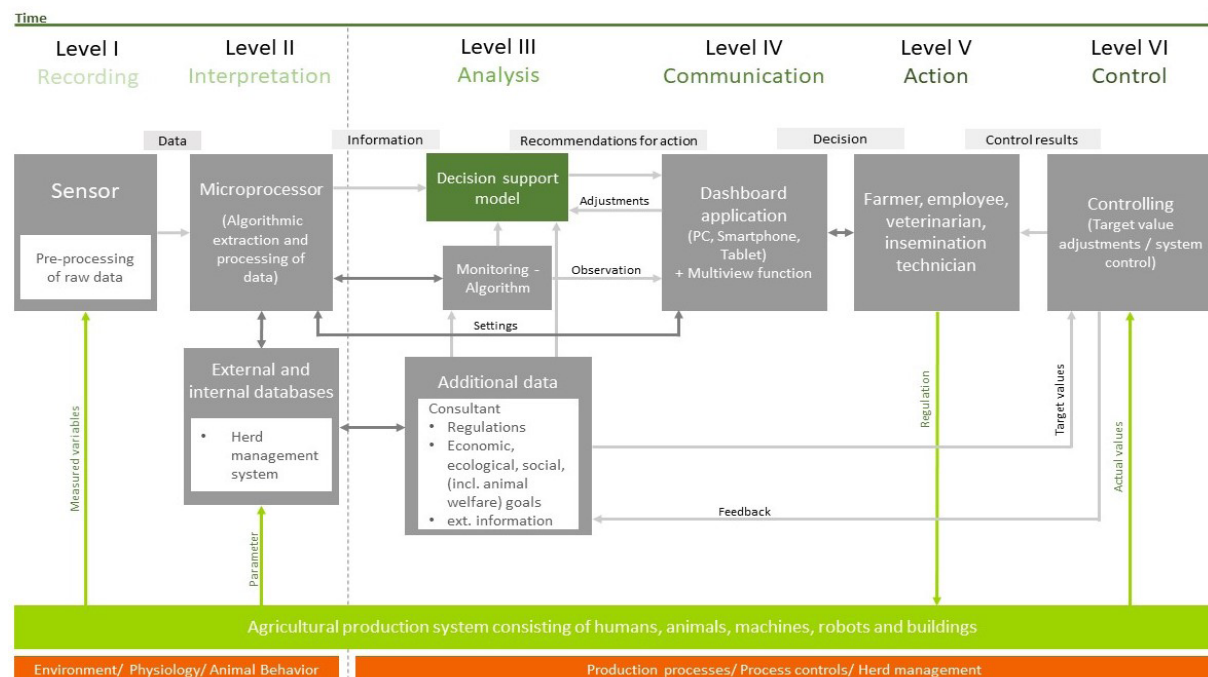 Time
Level I
Recording
Level II
Interpretation
Level III
Analysis
Level IV
Communication
Level V
Action
Level VI
Control
Data
Information
Recommendations for action
Decision
Control results
Sensor
Pre-processing
of raw data
Microprocessor
(Algorithmic
extraction and
processing of
data)
Decision support
model
Adjustments
Monitoring -
Algorithm
Observation
Dashboard
application
(PC, Smartphone,
Tablet)
+ Multiview function
Farmer, employee,
veterinarian,
insemination
technician
Controlling
(Target value
adjustments / system
control)
Settings
External and
internal databases
• Herd
management
system
Additional data
Consultant
• Regulations
• Economic,
ecological, social,
(incl. animal
welfare) goals
• ext. information
Measured variables
Parameter
Regulation
Target values
Actual values
Feedback
Agricultural production system consisting of humans, animals, machines, robots and buildings
Environment/ Physiology/ Animal Behavior
Production processes/ Process controls/ Herd management